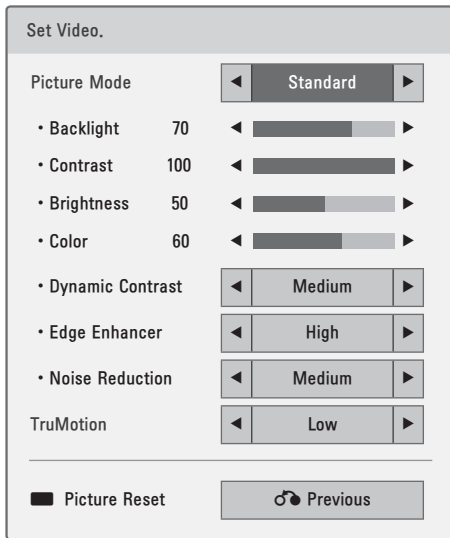 Set Video.
Picture Mode Standard
• Backlight 70
• Contrast 100
• Brightness 50
• Color 60
• Dynamic Contrast Medium
• Edge Enhancer High
• Noise Reduction Medium
TruMotion Low
Picture Reset Previous